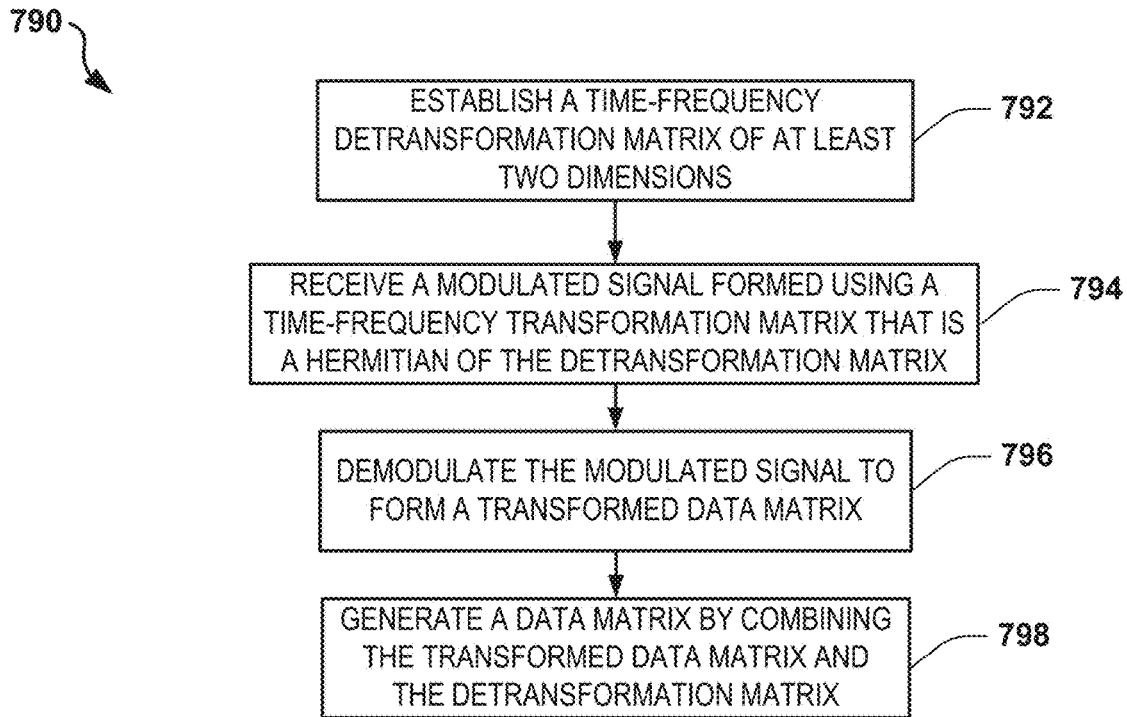 790
ESTABLISH A TIME-FREQUENCY
DETRANSFORMATION MATRIX OF AT LEAST
TWO DIMENSIONS
792
RECEIVE A MODULATED SIGNAL FORMED USING A
TIME-FREQUENCY TRANSFORMATION MATRIX THAT IS
A HERMITIAN OF THE DETRANSFORMATION MATRIX
794
DEMODULATE THE MODULATED SIGNAL TO
FORM A TRANSFORMED DATA MATRIX
796
GENERATE A DATA MATRIX BY COMBINING
THE TRANSFORMED DATA MATRIX AND
THE DETRANSFORMATION MATRIX
798